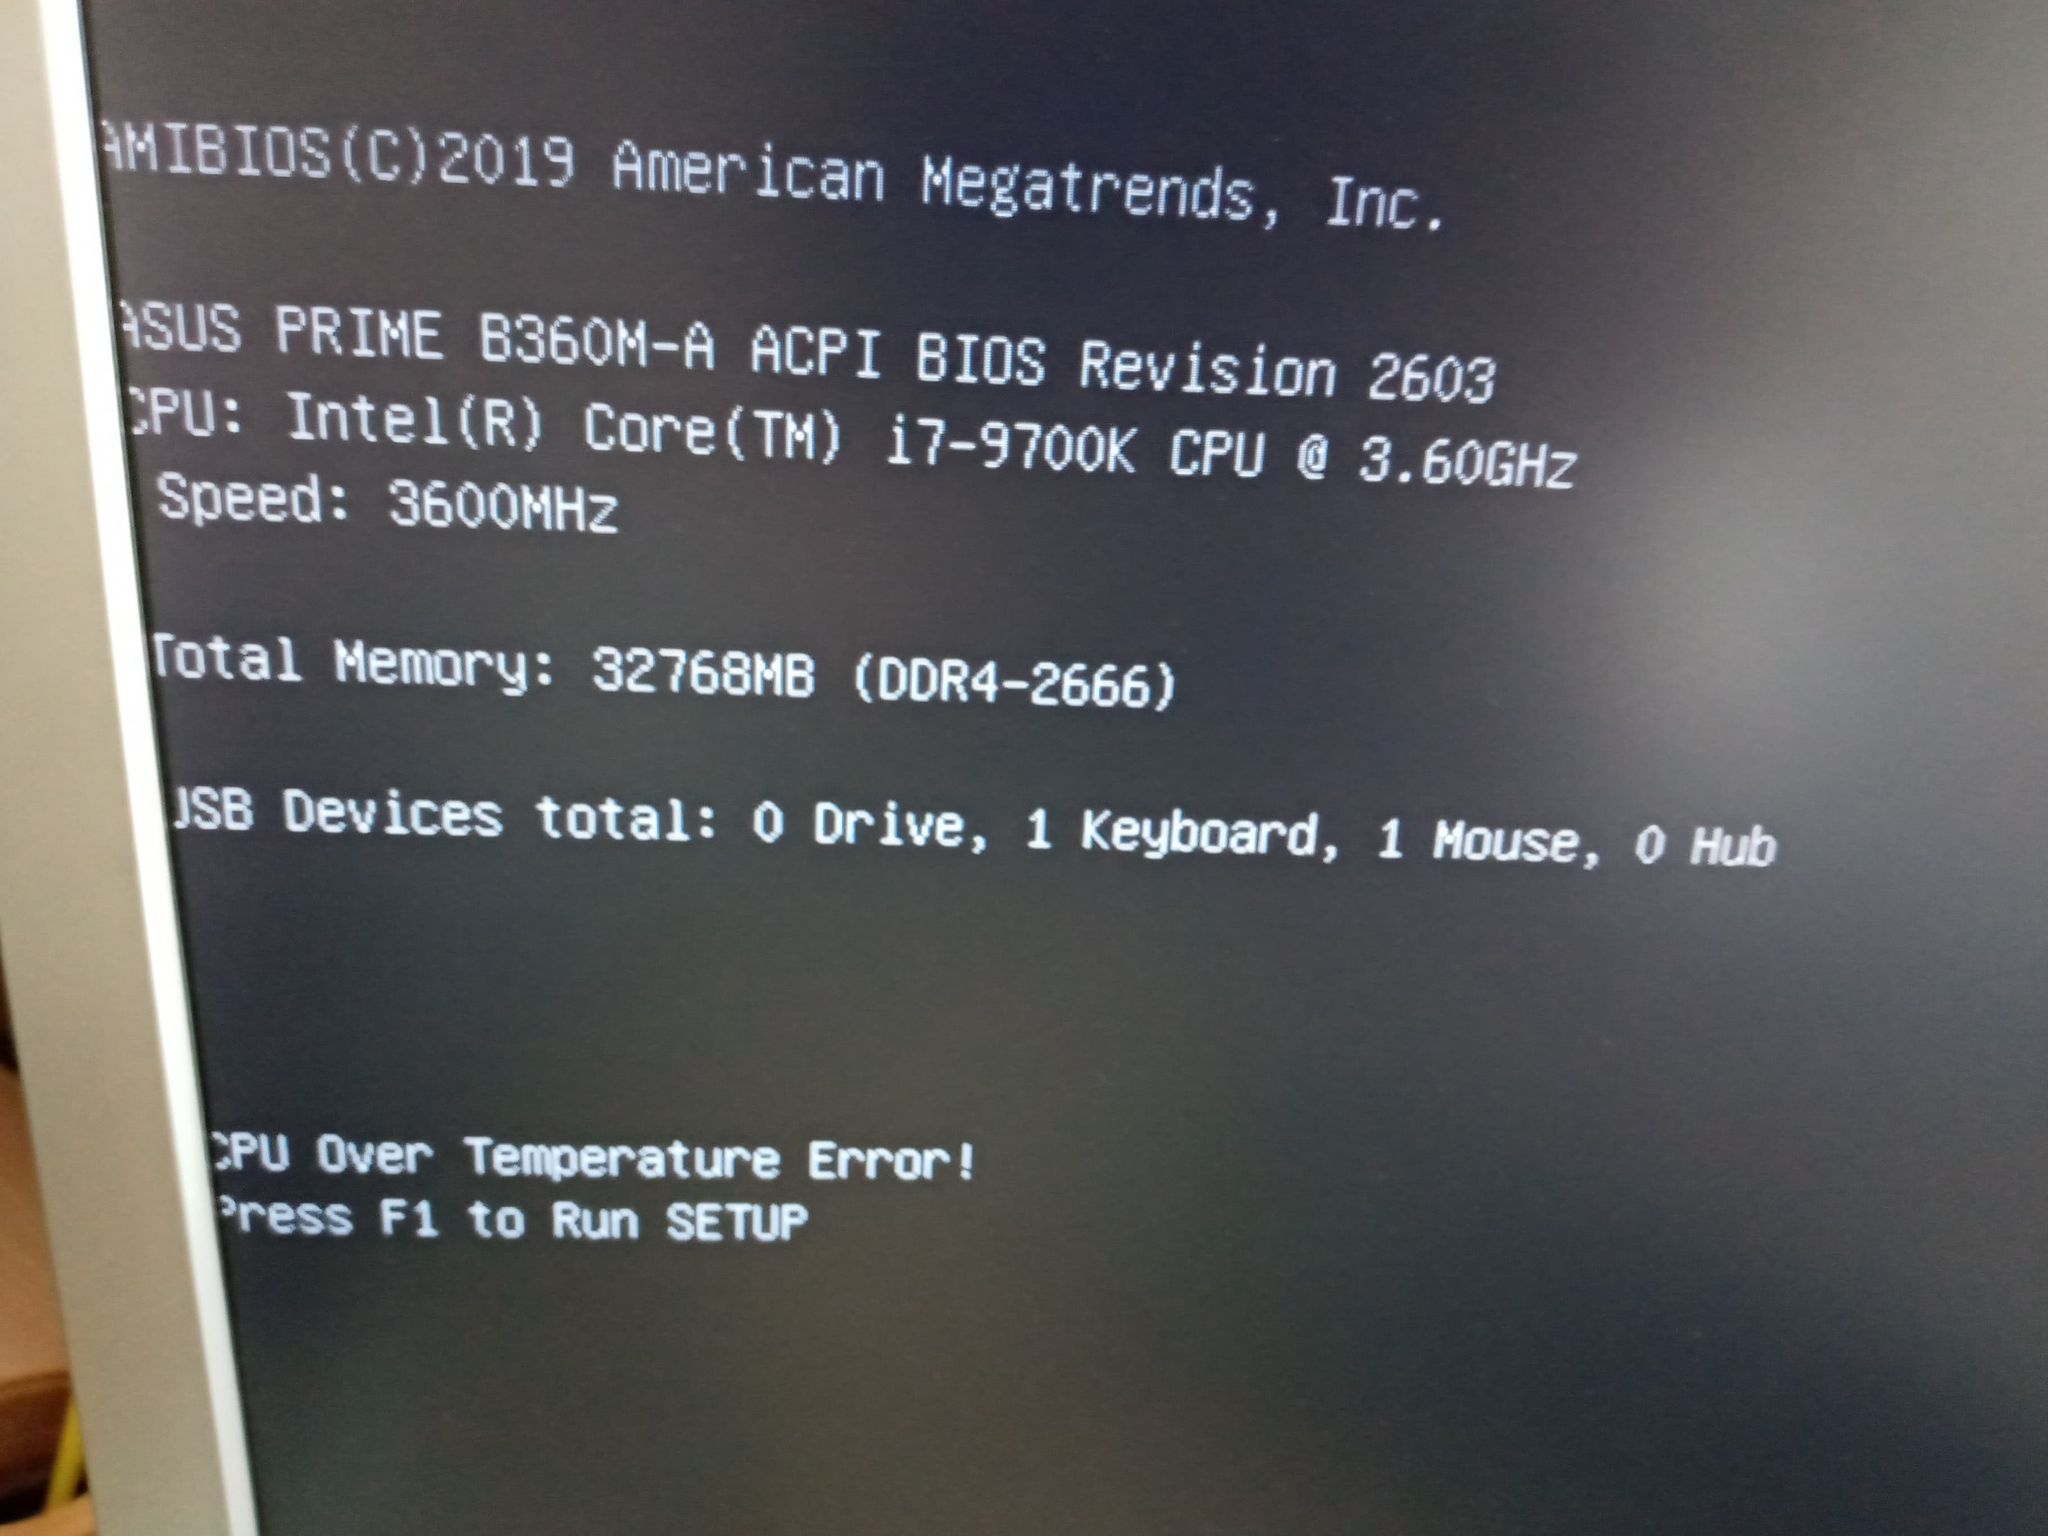 AMIBIOS(C)2019 American Megatrends, Inc.
ASUS PRIME B360M-A ACPI BIOS Revision 2603
CPU: Intel(R) Core(TM) i7-9700K CPU @ 3.60GHz
Speed: 3600MHz
Total Memory: 32768MB (DDR4-2666)
USB Devices total: 0 Drive, 1 Keyboard, 1 Mouse, 0 Hub
CPU Over Temperature Error!
Press F1 to Run SETUP